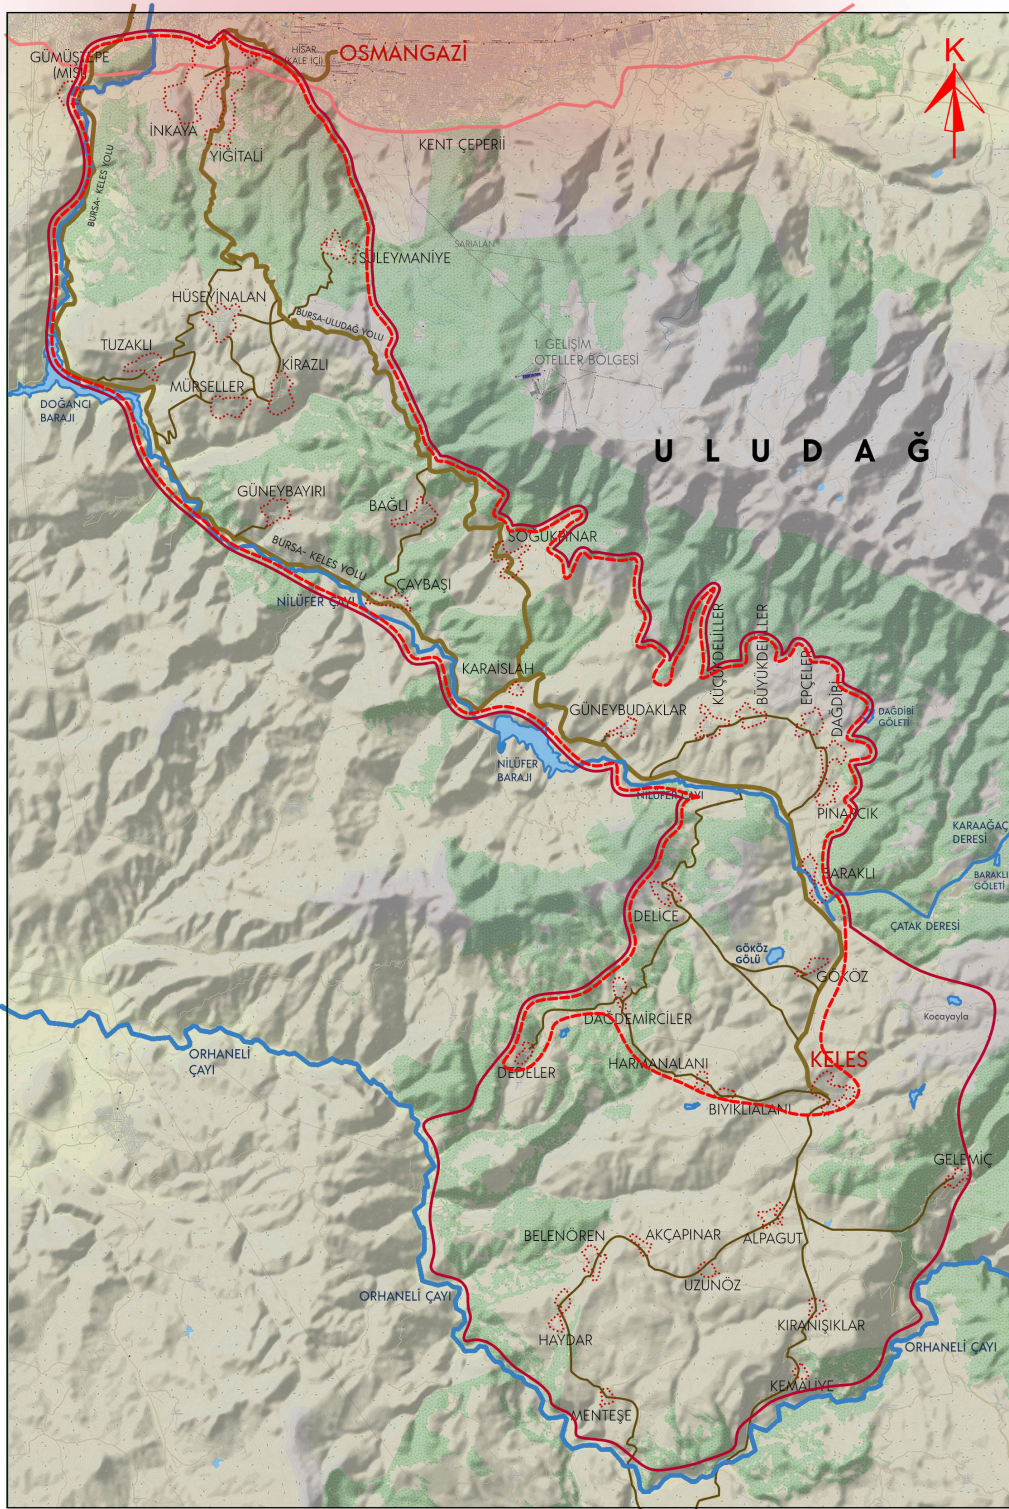 K
GÜMÜŞTEPE
(MİSİ)
HİSAR
(KALE İÇİ)
OSMANGAZİ
İNKAYA
YİĞİTALİ
KENT ÇEPERİİ
BURSA- KELES YOLU
SARIALAN
SÜLEYMANİYE
HÜSEYİNALAN
BURSA-ULUDAĞ YOLU
TUZAKLI
KİRAZLI
1. GELİŞİM
OTELLER BÖLGESİ
MÜRSELLER
DOĞANCI
BARAJI
ULUDAĞ
GÜNEYBAYIRI
BAĞLI
SOĞUKPINAR
BURSA- KELES YOLU
ÇAYBAŞI
NİLÜFER ÇAYI
KARAİSLAH
KÜÇÜKDELİLLER
BÜYÜKDELİLLER
EPÇELER
DAĞDİBİ
GÜNEYBUDAKLAR
DAĞDİBİ
GÖLETİ
NİLÜFER
BARAJI
NİLÜFER ÇAYI
PINARCIK
KARAAĞAÇ
DERESİ
BARAKLI
BARAKLI
GÖLETİ
DELİCE
ÇATAK DERESİ
GÖKÖZ
GÖLÜ
GÖKÖZ
DAĞDEMİRCİLER
Kocayayla
ORHANELİ
ÇAYI
DEDELER
HARMANALANI
KELES
BIYIKLIALANI
GELEMİÇ
BELENÖREN
AKÇAPINAR
ALPAGUT
UZUNÖZ
ORHANELİ ÇAYI
HAYDAR
KIRANIŞIKLAR
ORHANELİ ÇAYI
KEMALİYE
MENTEŞE